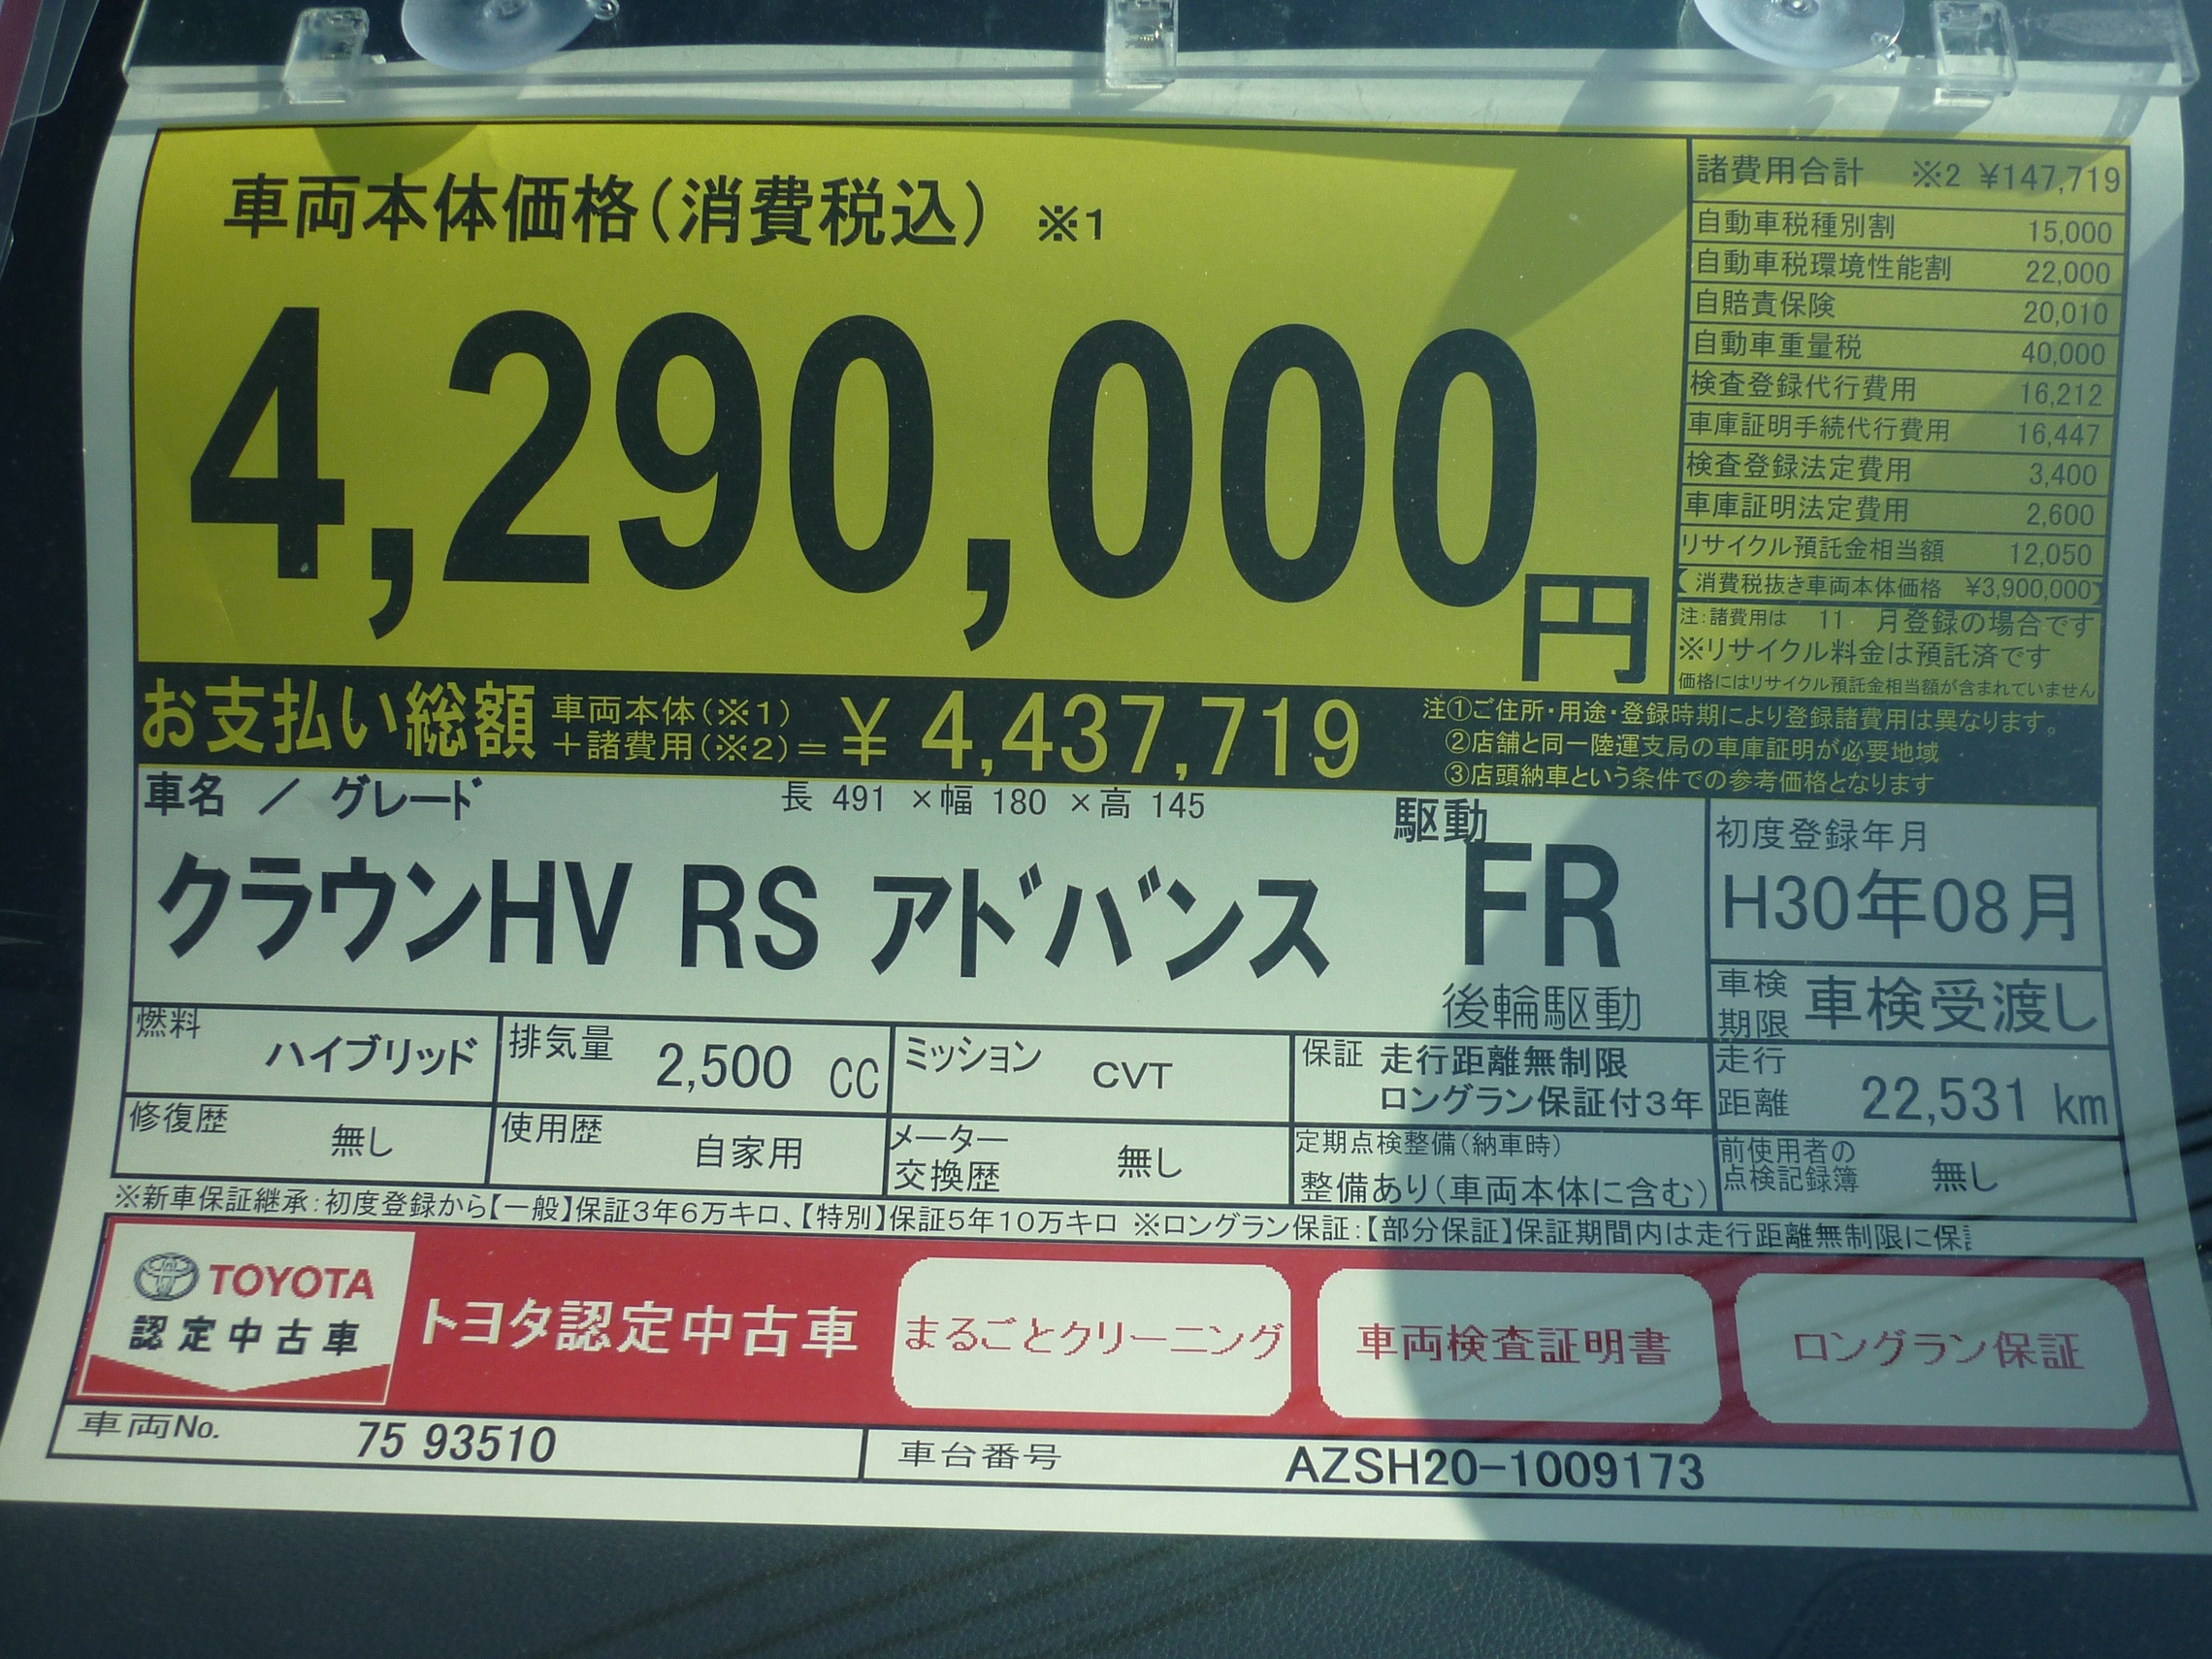 車両本体価格(消費税込) ※1
4,290,000円
諸費用合計 ※2 ¥147,719
自動車税種別割 15,000
自動車税環境性能割 22,000
自賠責保険 20,010
自動車重量税 40,000
検査登録代行費用 16,212
車庫証明手続代行費用 16,447
検査登録法定費用 3,400
車庫証明法定費用 2,600
リサイクル預託金相当額 12,050
(消費税抜き車両本体価格 ¥3,900,000)
注:諸費用は 11 月登録の場合です
※リサイクル料金は預託済です
価格にはリサイクル預託金相当額が含まれていません
お支払い総額 車両本体(※1)
+諸費用(※2)= ¥ 4,437,719
注①ご住所・用途・登録時期により登録諸費用は異なります。
②店舗と同一陸運支局の車庫証明が必要地域
③店頭納車という条件での参考価格となります
車名 / グレード 長 491 ×幅 180 ×高 145
クラウンHV RS アドバンス
駆動
FR
後輪駆動
初度登録年月
H30年08月
車検期限 車検受渡し
燃料 ハイブリッド
排気量 2,500 CC
ミッション CVT
保証 走行距離無制限
ロングラン保証付3年
走行距離 22,531 km
修復歴 無し
使用歴 自家用
メーター交換歴 無し
定期点検整備(納車時)
整備あり(車両本体に含む)
前使用者の点検記録簿 無し
※新車保証継承:初度登録から【一般】保証3年6万キロ、【特別】保証5年10万キロ ※ロングラン保証:【部分保証】保証期間内は走行距離無制限に保
TOYOTA
認定中古車
トヨタ認定中古車
まるごとクリーニング
車両検査証明書
ロングラン保証
車両No. 75 93510
車台番号 AZSH20-1009173